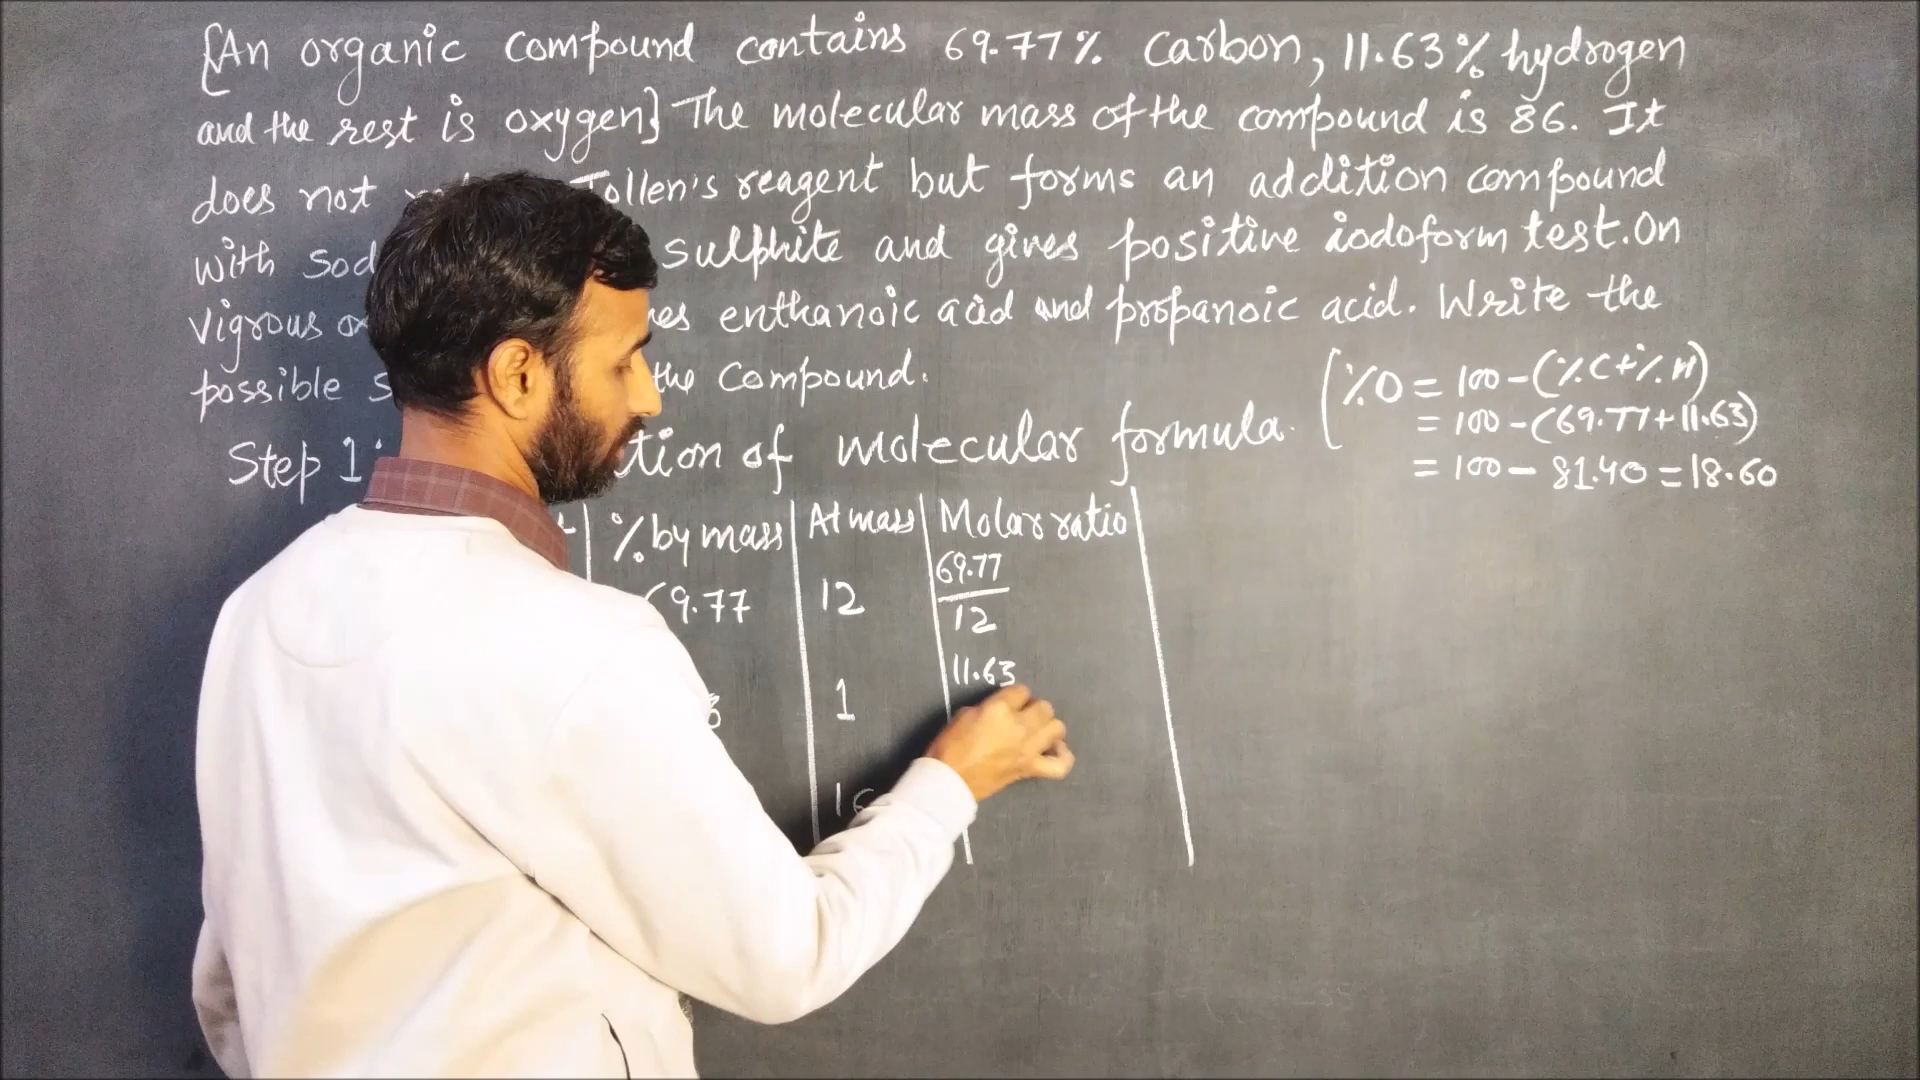 [An organic compound contains 69.77% carbon, 11.63% hydrogen
and the rest is oxygen] The molecular mass of the compound is 86. It
does not Tollen's reagent but forms an addition compound
with sod sulphite and gives positive iodoform test. On
vigrous ox es enthanoic acid and propanoic acid. Write the
possible s the compound.
(%O = 100 - (%C + %H)
= 100 - (69.77 + 11.63)
= 100 - 81.40 = 18.60
Step 1: tion of molecular formula.
% by mass At mass Molar ratio
69.77 12 69.77/12
3 1 11.63
16